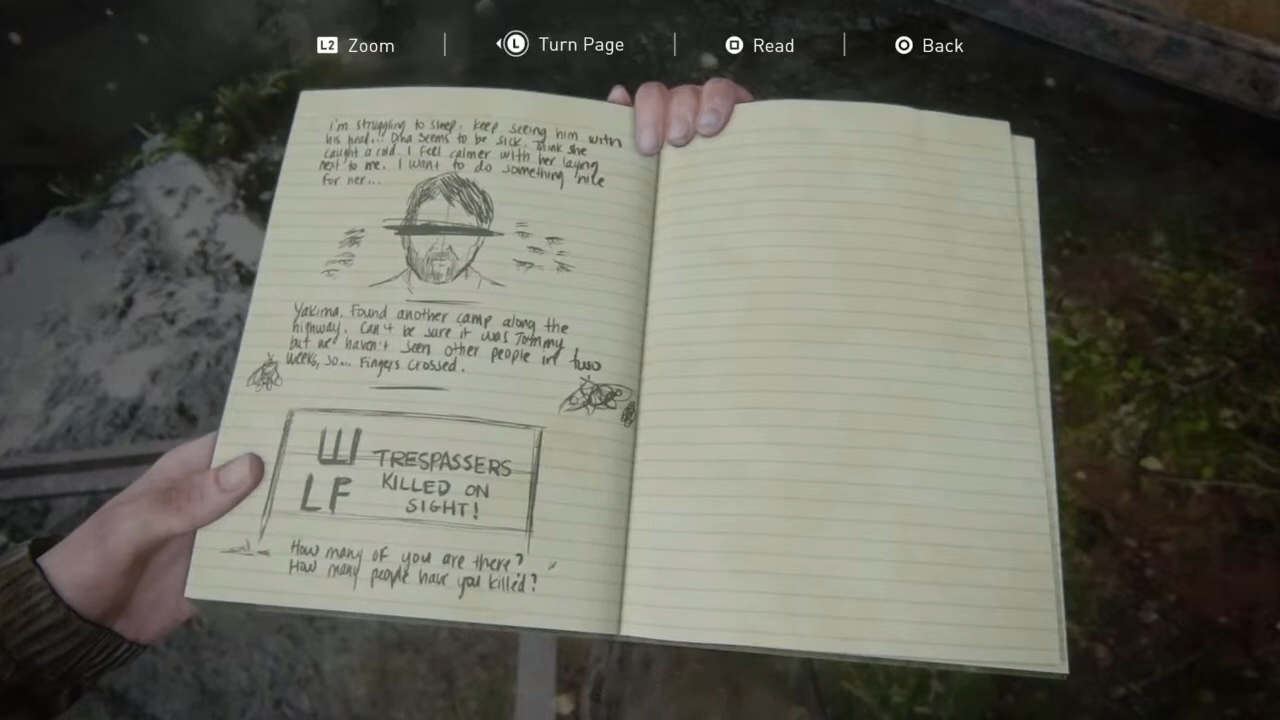 L2 Zoom
L Turn Page
Read
Back
i'm struggling to sleep. Keep seeing him with
his head... Dina seems to be sick. Think she
caught a cold. I feel calmer with her laying
next to me. I want to do something nice
for her...
Yakima. Found another camp along the
highway. Can't be sure it was Tommy
but we haven't seen other people in two
weeks, so... Fingers crossed.
W TRESPASSERS
LF KILLED ON
SIGHT!
How many of you are there?
How many people have you killed?